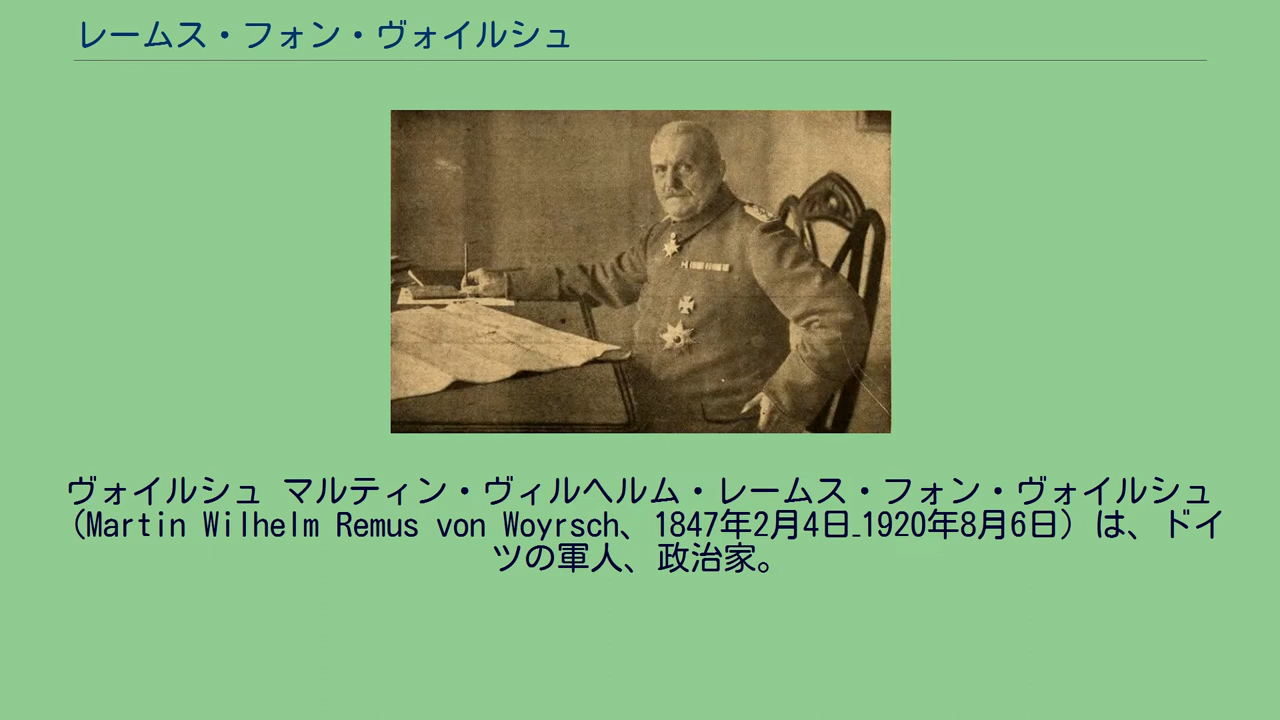 レームス・フォン・ヴォイルシュ
ヴォイルシュ マルティン・ヴィルヘルム・レームス・フォン・ヴォイルシュ
（Martin Wilhelm Remus von Woyrsch、1847年2月4日-1920年8月6日）は、ドイ
ツの軍人、政治家。